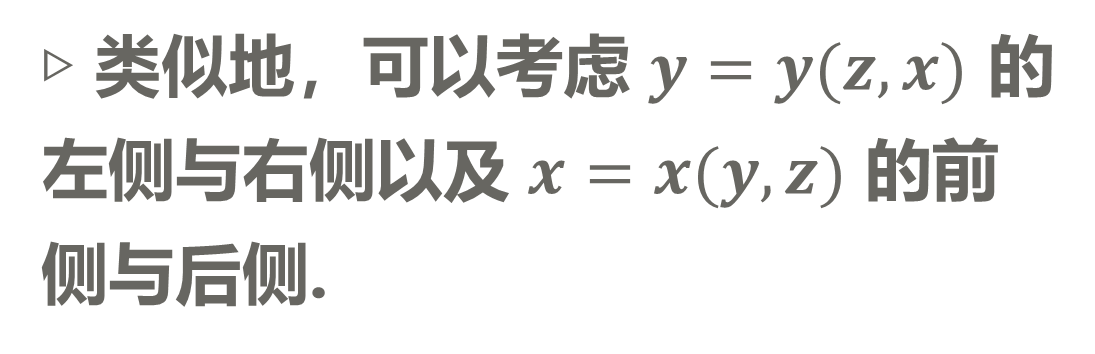 ▷ 类似地，可以考虑 y = y(z, x) 的
左侧与右侧以及 x = x(y, z) 的前
侧与后侧.